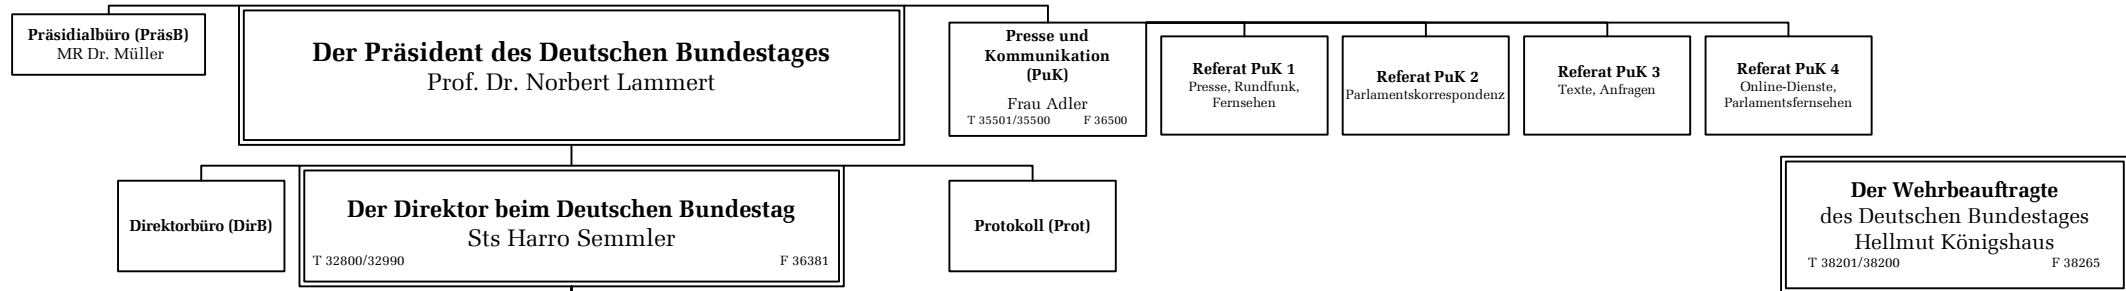 Präsidialbüro (PräsB)
MR Dr. Müller
Der Präsident des Deutschen Bundestages
Prof. Dr. Norbert Lammert
Presse und
Kommunikation
(PuK)
Frau Adler
T 35501/35500 F 36500
Referat PuK 1
Presse, Rundfunk,
Fernsehen
Referat PuK 2
Parlamentskorrespondenz
Referat PuK 3
Texte, Anfragen
Referat PuK 4
Online-Dienste,
Parlamentsfernsehen
Direktorbüro (DirB)
Der Direktor beim Deutschen Bundestag
Sts Harro Semmler
T 32800/32990 F 36381
Protokoll (Prot)
Der Wehrbeauftragte
des Deutschen Bundestages
Hellmut Königshaus
T 38201/38200 F 38265